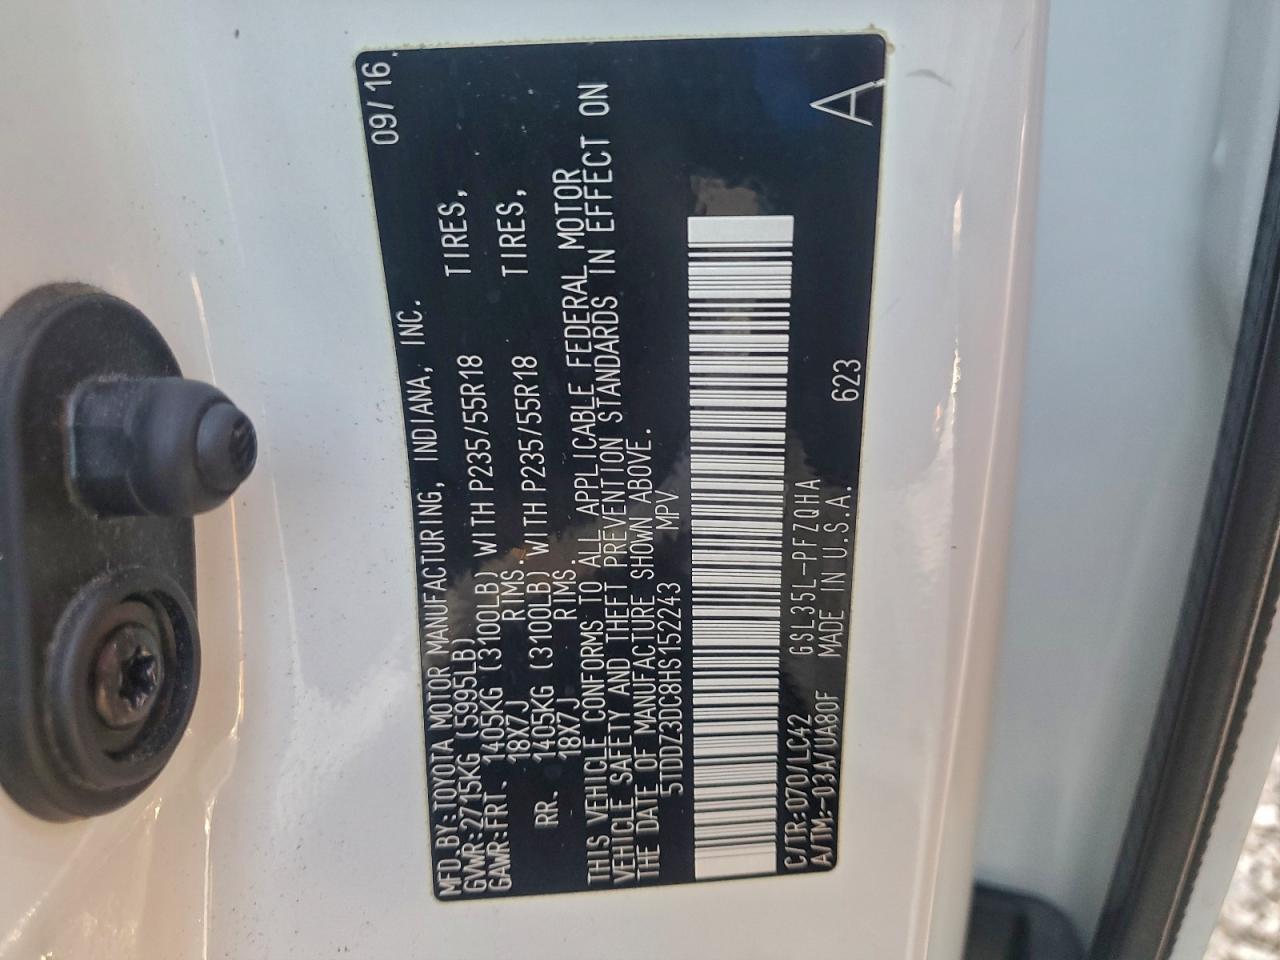 MFD. BY: TOYOTA MOTOR MANUFACTURING, INDIANA, INC. 09/16
GVWR: 2715KG (5995LB)
GAWR: FRT. 1405KG (3100LB) WITH P235/55R18 TIRES,
18X7J RIMS.
RR. 1405KG (3100LB) WITH P235/55R18 TIRES,
18X7J RIMS.
THIS VEHICLE CONFORMS TO ALL APPLICABLE FEDERAL MOTOR
VEHICLE SAFETY AND THEFT PREVENTION STANDARDS IN EFFECT ON
THE DATE OF MANUFACTURE SHOWN ABOVE.
5TDDZ3DC8HS152243 MPV
C/TR: 070/LC42 GSL35L-PFZQHA 623
A/TM: -03A/UA80F MADE IN U.S.A.
A